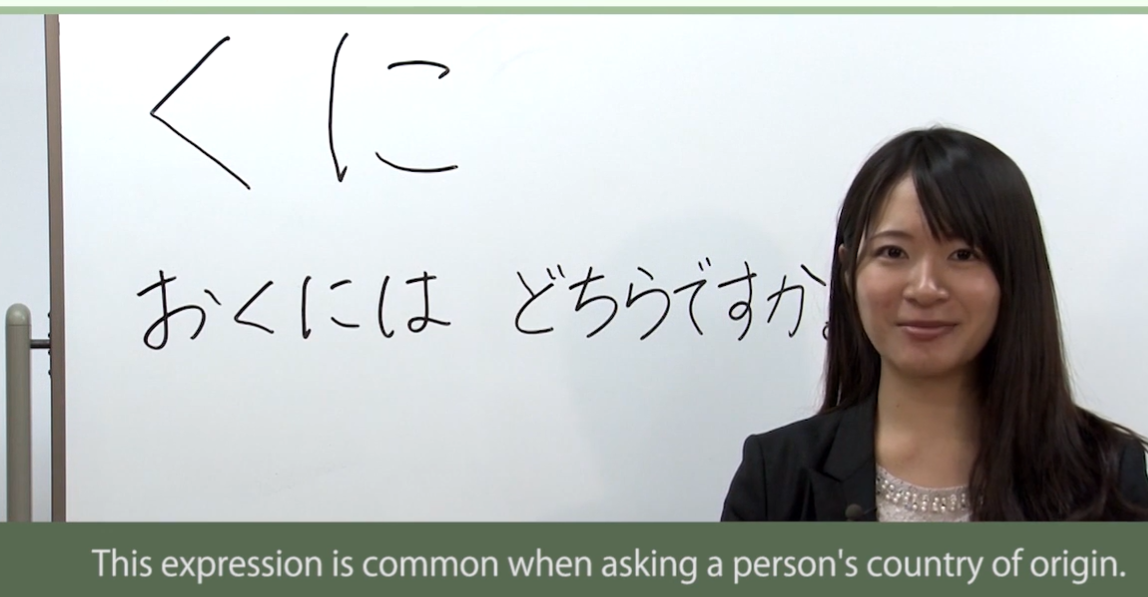 くに
おくには どちらですか。
This expression is common when asking a person's country of origin.